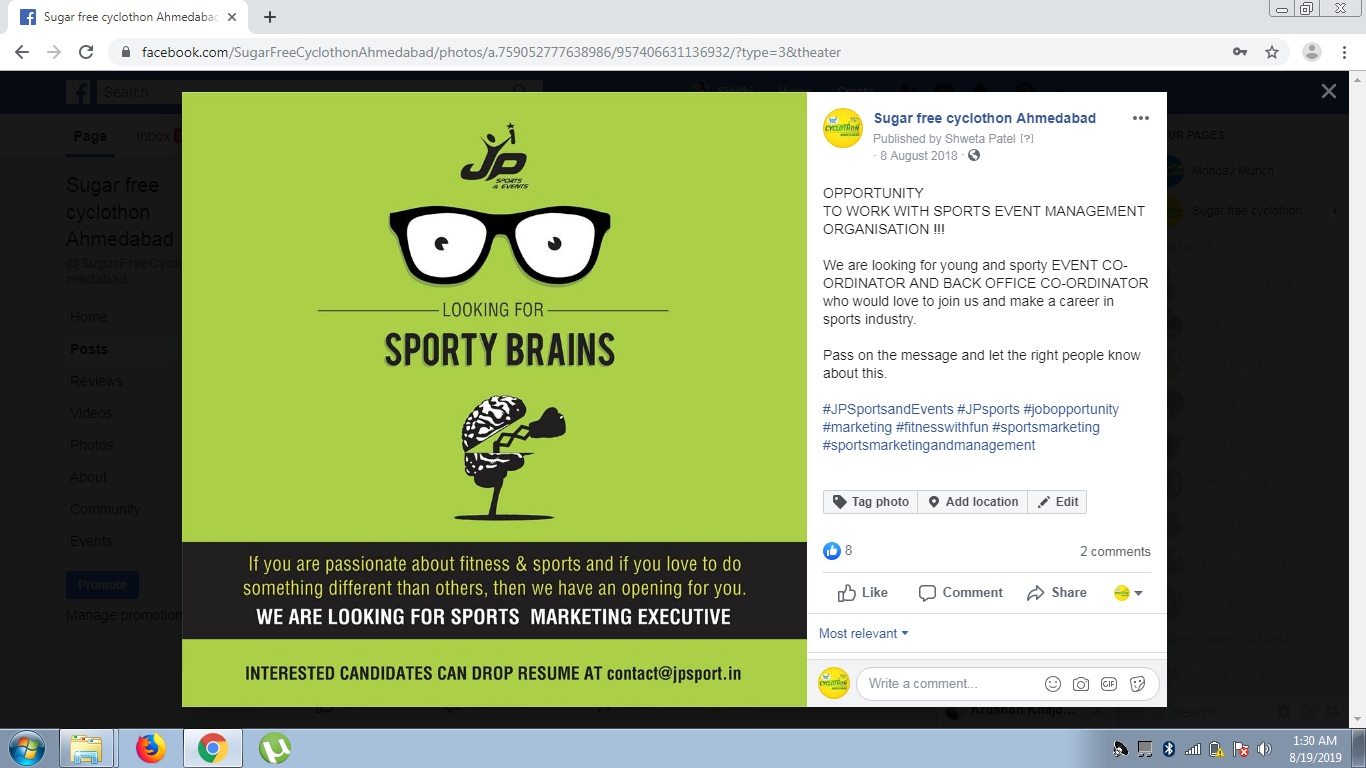 Sugar free cyclothon Ahmedabad
facebook.com/SugarFreeCyclothonAhmedabad/photos/a.759052777638986/957406631136932/?type=3&theater
Search
Page
Inbox
Sugar free
cyclothon
Ahmedabad
@SugarFreeCyclo
medabad
Home
Posts
Reviews
Videos
Photos
About
Community
Events
Promote
Manage promotion
JP
SPORTS
& EVENTS
LOOKING FOR
SPORTY BRAINS
If you are passionate about fitness & sports and if you love to do
something different than others, then we have an opening for you.
WE ARE LOOKING FOR SPORTS MARKETING EXECUTIVE
INTERESTED CANDIDATES CAN DROP RESUME AT contact@jpsport.in
Sugar free cyclothon Ahmedabad
Published by Shweta Patel [?]
· 8 August 2018 ·
OPPORTUNITY
TO WORK WITH SPORTS EVENT MANAGEMENT
ORGANISATION !!!
We are looking for young and sporty EVENT CO-
ORDINATOR AND BACK OFFICE CO-ORDINATOR
who would love to join us and make a career in
sports industry.
Pass on the message and let the right people know
about this.
#JPSportsandEvents #JPsports #jobopportunity
#marketing #fitnesswithfun #sportsmarketing
#sportsmarketingandmanagement
Tag photo
Add location
Edit
8
2 comments
Like
Comment
Share
Most relevant
Write a comment...
GIF
CYCLOTHON
YOUR PAGES
Monday Munch
Sugar free cyclothon ...
Search
1:30 AM
8/19/2019